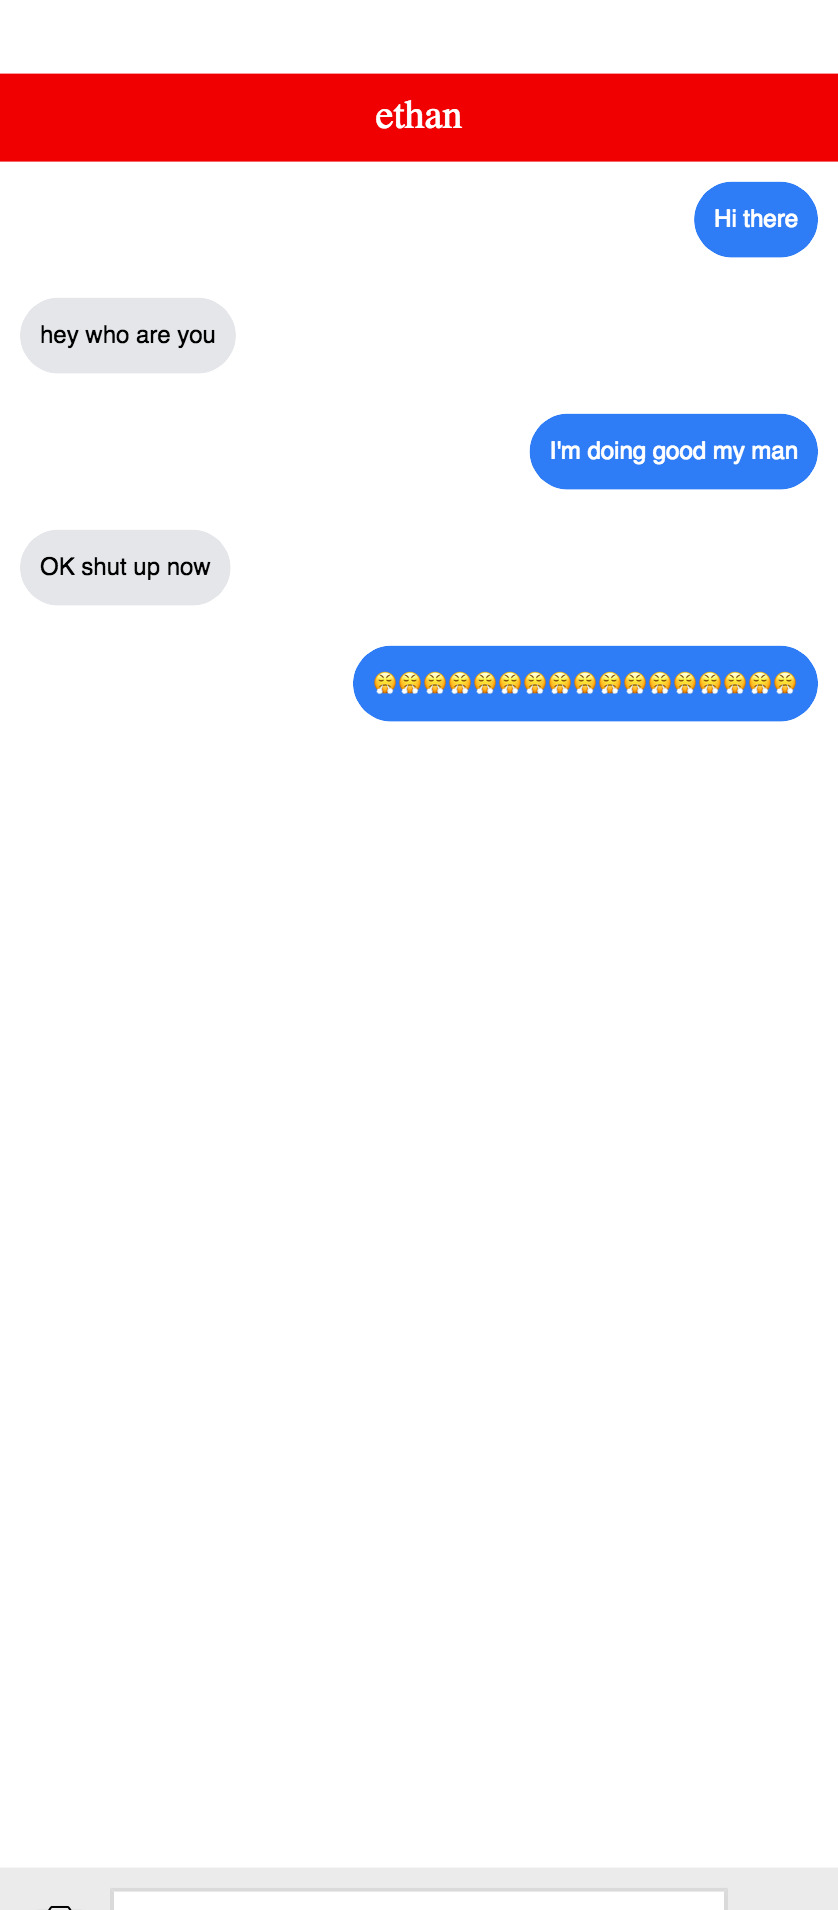 ethan
Hi there
hey who are you
I'm doing good my man
OK shut up now
😤😤😤😤😤😤😤😤😤😤😤😤😤😤😤😤😤